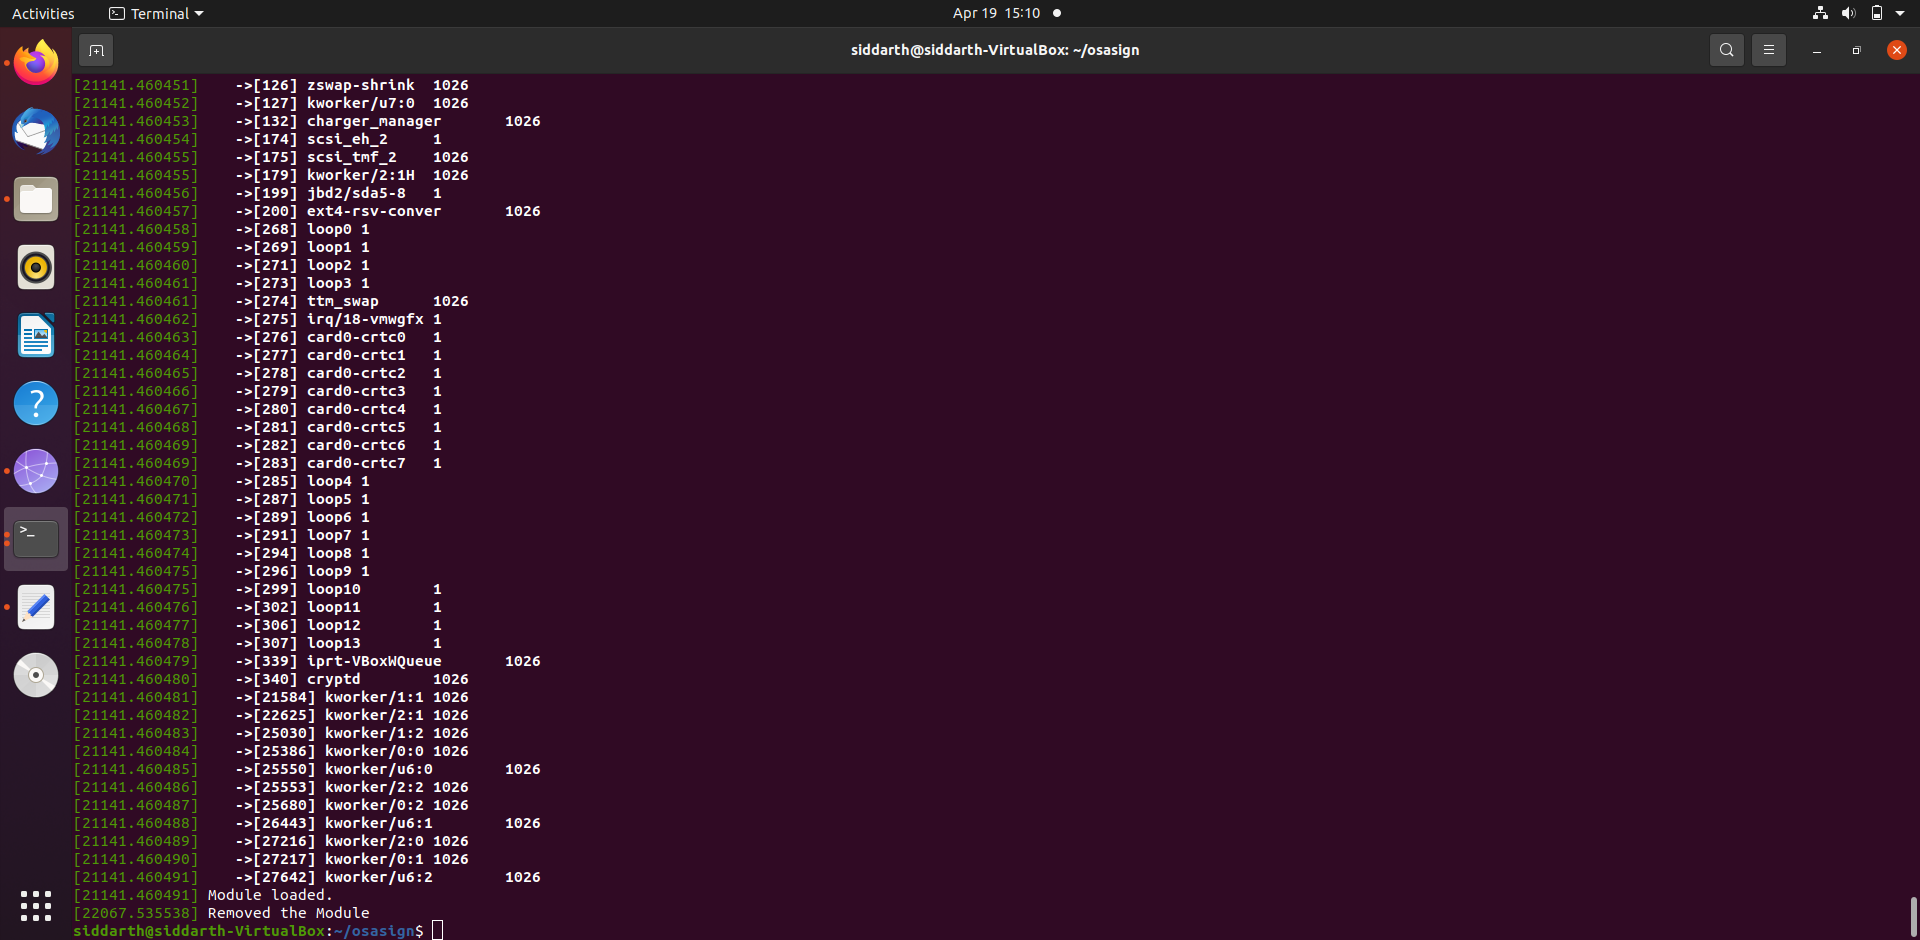 Activities Terminal Apr 19 15:10
siddarth@siddarth-VirtualBox: ~/osasign
[21141.460451] ->[126] zswap-shrink 1026
[21141.460452] ->[127] kworker/u7:0 1026
[21141.460453] ->[132] charger_manager 1026
[21141.460454] ->[174] scsi_eh_2 1
[21141.460455] ->[175] scsi_tmf_2 1026
[21141.460455] ->[179] kworker/2:1H 1026
[21141.460456] ->[199] jbd2/sda5-8 1
[21141.460457] ->[200] ext4-rsv-conver 1026
[21141.460458] ->[268] loop0 1
[21141.460459] ->[269] loop1 1
[21141.460460] ->[271] loop2 1
[21141.460461] ->[273] loop3 1
[21141.460461] ->[274] ttm_swap 1026
[21141.460462] ->[275] irq/18-vmwgfx 1
[21141.460463] ->[276] card0-crtc0 1
[21141.460464] ->[277] card0-crtc1 1
[21141.460465] ->[278] card0-crtc2 1
[21141.460466] ->[279] card0-crtc3 1
[21141.460467] ->[280] card0-crtc4 1
[21141.460468] ->[281] card0-crtc5 1
[21141.460469] ->[282] card0-crtc6 1
[21141.460469] ->[283] card0-crtc7 1
[21141.460470] ->[285] loop4 1
[21141.460471] ->[287] loop5 1
[21141.460472] ->[289] loop6 1
[21141.460473] ->[291] loop7 1
[21141.460474] ->[294] loop8 1
[21141.460475] ->[296] loop9 1
[21141.460475] ->[299] loop10 1
[21141.460476] ->[302] loop11 1
[21141.460477] ->[306] loop12 1
[21141.460478] ->[307] loop13 1
[21141.460479] ->[339] iprt-VBoxWQueue 1026
[21141.460480] ->[340] cryptd 1026
[21141.460481] ->[21584] kworker/1:1 1026
[21141.460482] ->[22625] kworker/2:1 1026
[21141.460483] ->[25030] kworker/1:2 1026
[21141.460484] ->[25386] kworker/0:0 1026
[21141.460485] ->[25550] kworker/u6:0 1026
[21141.460486] ->[25553] kworker/2:2 1026
[21141.460487] ->[25680] kworker/0:2 1026
[21141.460488] ->[26443] kworker/u6:1 1026
[21141.460489] ->[27216] kworker/2:0 1026
[21141.460490] ->[27217] kworker/0:1 1026
[21141.460491] ->[27642] kworker/u6:2 1026
[21141.460491] Module loaded.
[22067.535538] Removed the Module
siddarth@siddarth-VirtualBox:~/osasign$